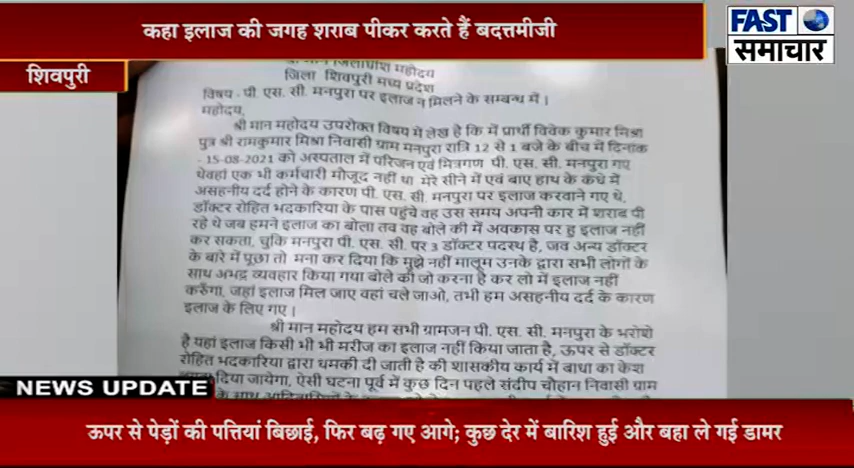 कहा इलाज की जगह शराब पीकर करते हैं बदत्तमीजी
FAST
समाचार
शिवपुरी
श्री मान जिलाधीश महोदय
जिला शिवपुरी मध्य प्रदेश
विषय - पी एस. सी. मनपुरा पर इलाज न मिलने के सम्बन्ध में।
महोदय,
श्री मान महोदय उपरोक्त विषय में लेख है कि में प्रार्थी विवेक कुमार मिश्रा
पुत्र श्री रामकुमार मिश्रा निवासी ग्राम मनपुरा रात्रि 12 से 1 बजे के बीच में दिनांक
- 15-08-2021 को अस्पताल में परिजन एवं मित्रगण पी. एस. सी. मनपुरा गए
थेवहां एक भी कर्मचारी मौजूद नहीं था मेरे सीने में एवं बाए हाथ के कंधे में
असहनीय दर्द होने के कारण पी. एस. सी. मनपुरा पर इलाज करवाने गए थे,
डॉक्टर रोहित भदकारिया के पास पहुंचे वह उस समय अपनी कार में शराब पी
रहे थे जब हमने इलाज का बोला तव वह बोले की में अवकास पर हु इलाज नहीं
कर सकता, चुकि मनपुरा पी. एस. सी. पर 3 डॉक्टर पदस्थ है, जव अन्य डॉक्टर
के बारे में पूछा तो मना कर दिया कि मुझे नहीं मालूम उनके द्वारा सभी लोगों के
साथ अभद्र व्यवहार किया गया बोले की जो करना है कर लो में इलाज नहीं
करुँगा, जहां इलाज मिल जाए वहां चले जाओ, तभी हम असहनीय दर्द के कारण
इलाज के लिए गए।
श्री मान महोदय हम सभी ग्रामजन पी. एस. सी. मनपुरा के भरोशे
है यहां इलाज किसी भी भी मरीज का इलाज नहीं किया जाता है, ऊपर से डॉक्टर
रोहित भदकारिया द्वारा धमकी दी जाती है की शासकीय कार्य में बाधा का केश
दिया जायेगा, ऐसी घटना पूर्व में कुछ दिन पहले संदीप चौहान निवासी ग्राम
के साथ
NEWS UPDATE
ऊपर से पेड़ों की पत्तियां बिछाई, फिर बढ़ गए आगे; कुछ देर में बारिश हुई और बहा ले गई डामर